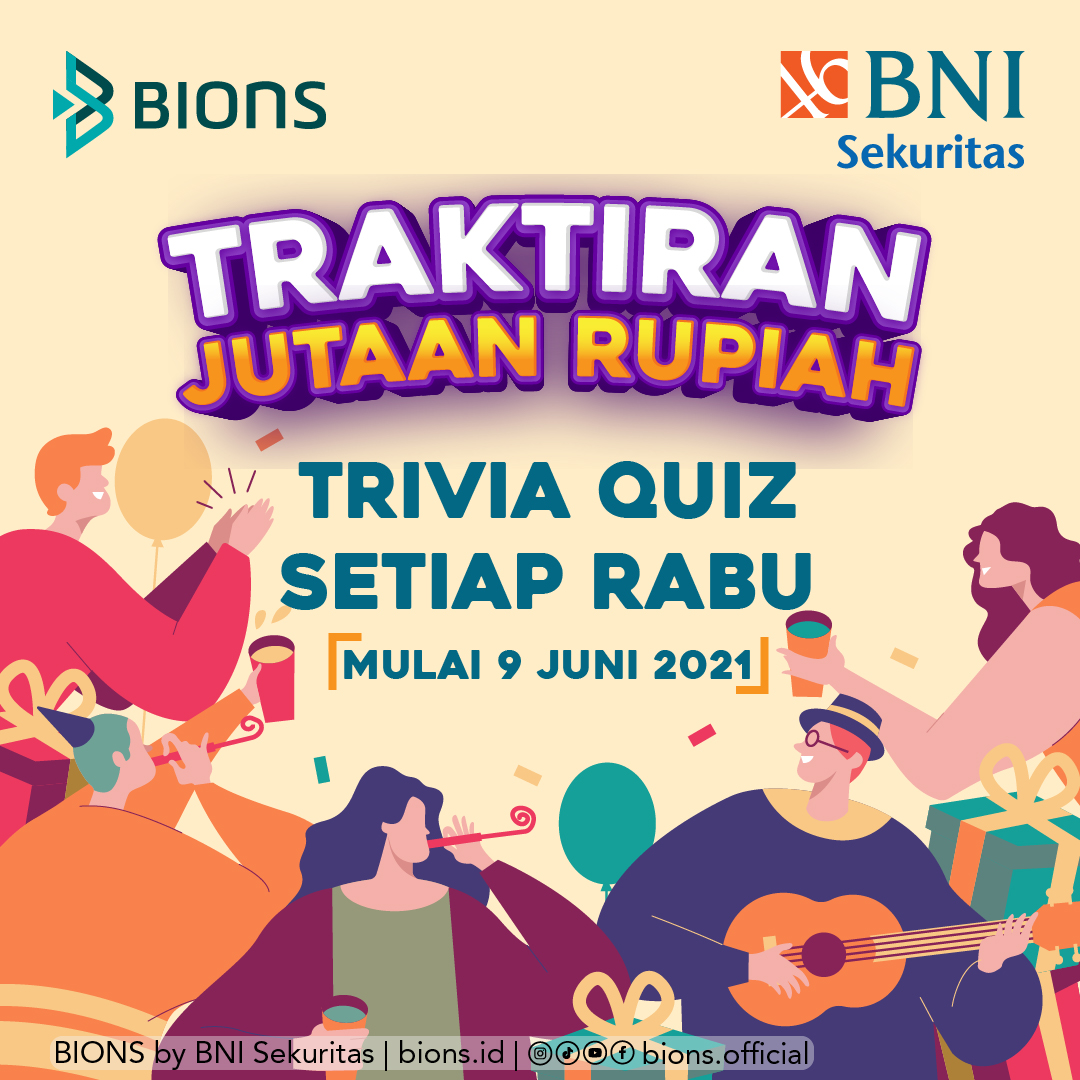 BIONS
BNI
Sekuritas
TRAKTIRAN
JUTAAN RUPIAH
TRIVIA QUIZ
SETIAP RABU
MULAI 9 JUNI 2021
BIONS by BNI Sekuritas | bions.id | bions.official